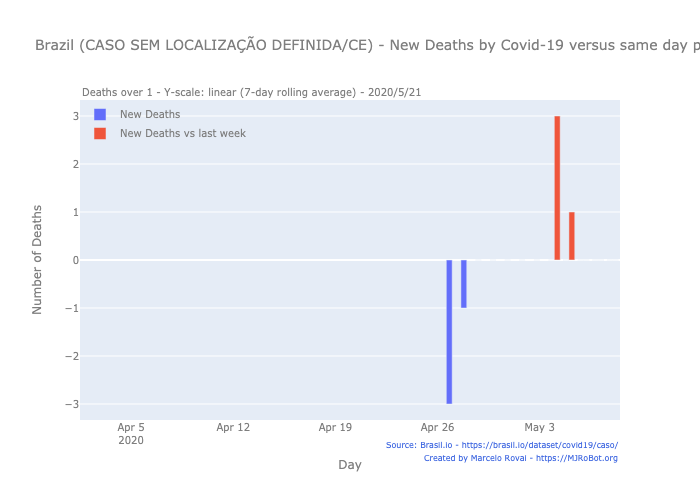 Brazil (CASO SEM LOCALIZAÇÃO DEFINIDA/CE) - New Deaths by Covid-19 versus same day p
Deaths over 1 - Y-scale: linear (7-day rolling average) - 2020/5/21
New Deaths
New Deaths vs last week
3
2
1
0
−1
−2
−3
Number of Deaths
Apr 5 Apr 12 Apr 19 Apr 26 May 3
2020
Day
Source: Brasil.io - https://brasil.io/dataset/covid19/caso/
Created by Marcelo Rovai - https://MJRoBot.org